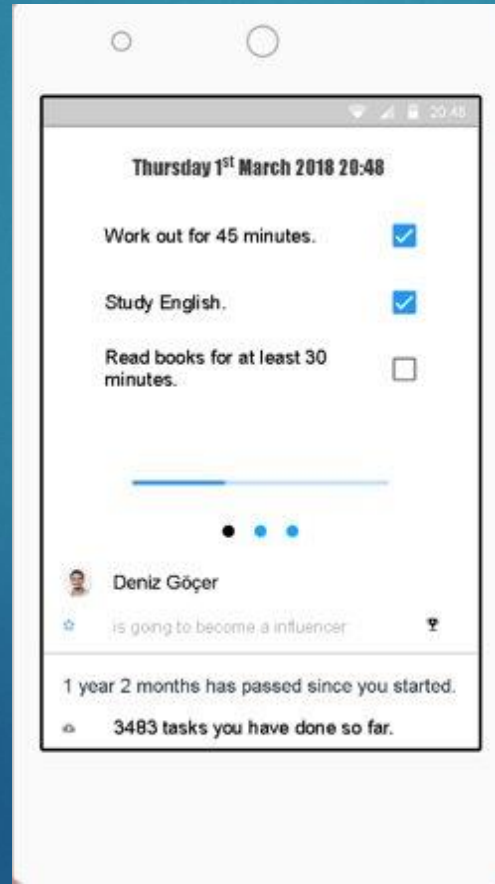 20:48
Thursday 1st March 2018 20:48
Work out for 45 minutes.
Study English.
Read books for at least 30
minutes.
Deniz Göçer
is going to become a influencer
1 year 2 months has passed since you started.
3483 tasks you have done so far.